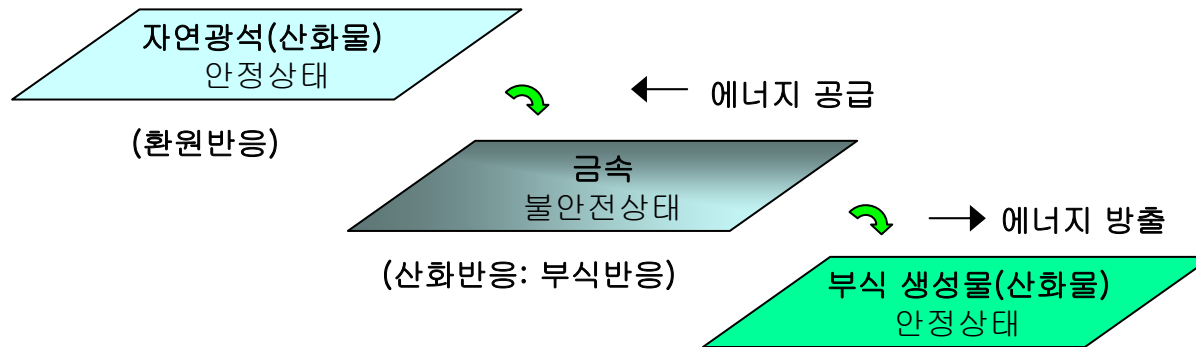 자연광석(산화물)
안정상태
에너지 공급
(환원반응)
금속
불안전상태
에너지 방출
(산화반응: 부식반응)
부식 생성물(산화물)
안정상태